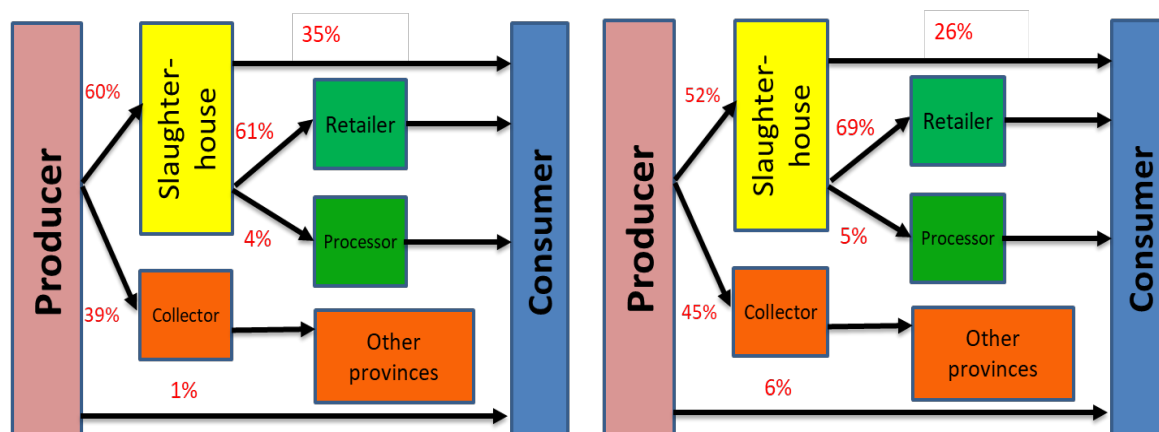 35%
60%
Producer
Slaughter-
house
61%
Retailer
4%
Processor
39%
Collector
Other
provinces
1%
Consumer
26%
52%
Producer
Slaughter-
house
69%
Retailer
5%
Processor
45%
Collector
Other
provinces
6%
Consumer